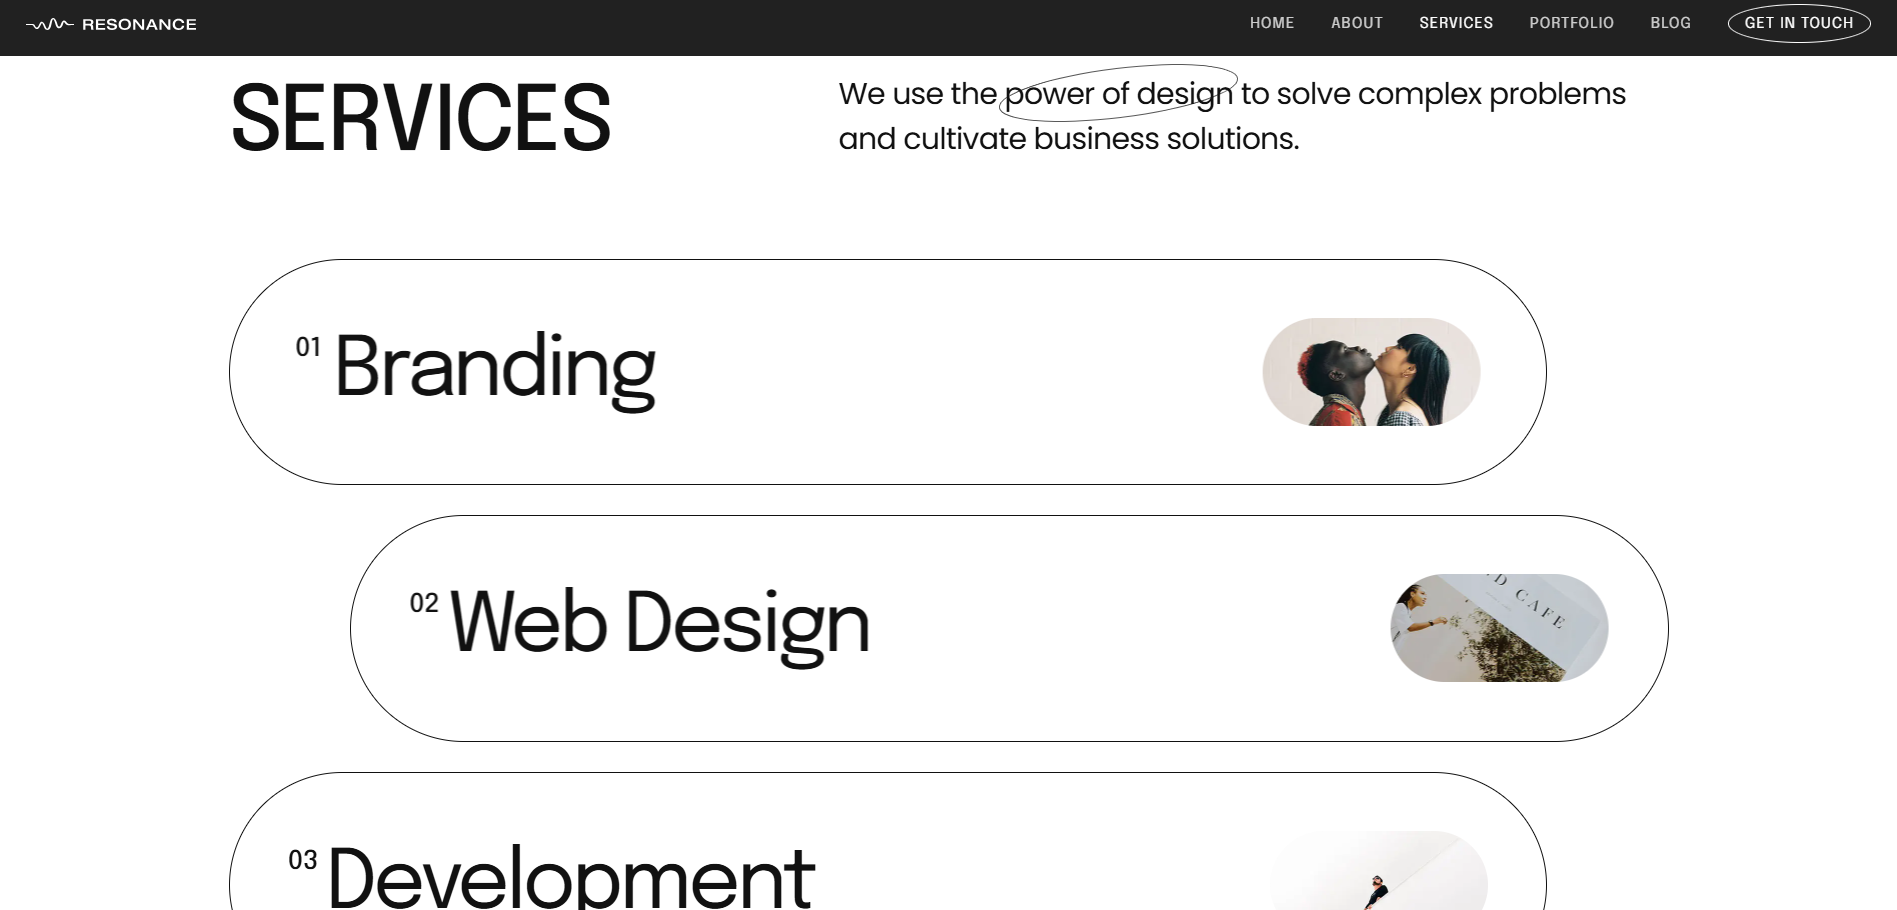 RESONANCE
HOME ABOUT SERVICES PORTFOLIO BLOG GET IN TOUCH
SERVICES
We use the power of design to solve complex problems
and cultivate business solutions.
01 Branding
02 Web Design
D CAFE
03 Development